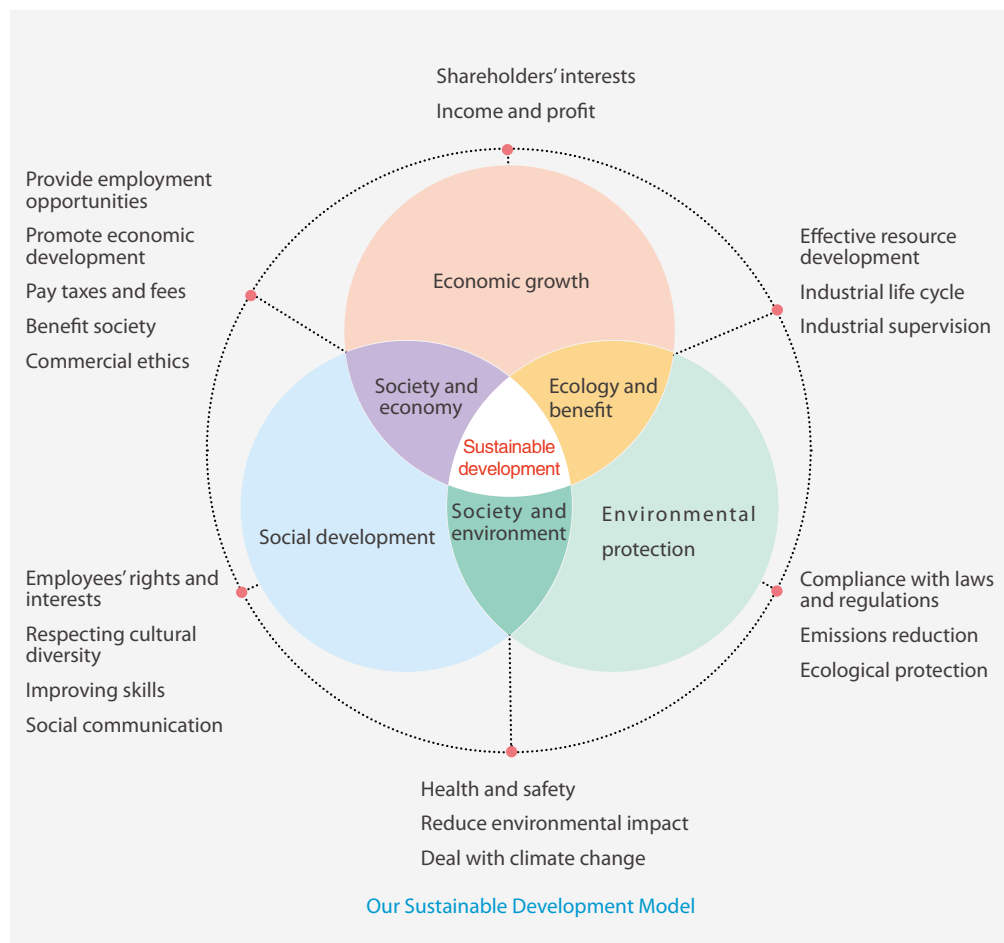 Shareholders' interests
Income and profit
Provide employment
opportunities
Promote economic
development
Pay taxes and fees
Benefit society
Commercial ethics
Effective resource
development
Industrial life cycle
Industrial supervision
Economic growth
Society and
economy
Ecology and
benefit
Sustainable
development
Social development
Society and
environment
Environmental
protection
Employees' rights and
interests
Respecting cultural
diversity
Improving skills
Social communication
Compliance with laws
and regulations
Emissions reduction
Ecological protection
Health and safety
Reduce environmental impact
Deal with climate change
Our Sustainable Development Model